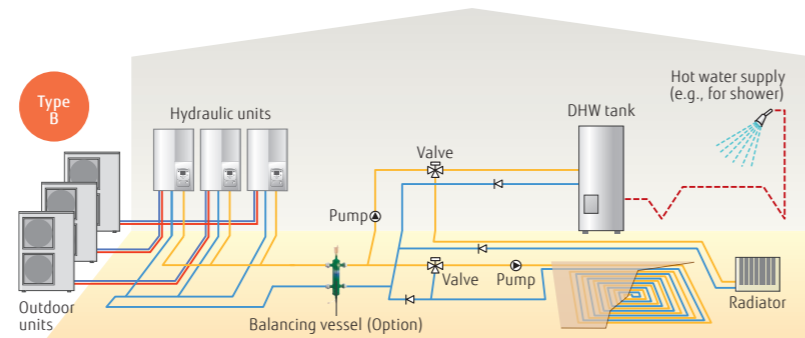 Type
B
Hydraulic units
Hot water supply
(e.g., for shower)
DHW tank
Valve
Pump
Valve
Pump
Outdoor
units
Balancing vessel (Option)
Radiator